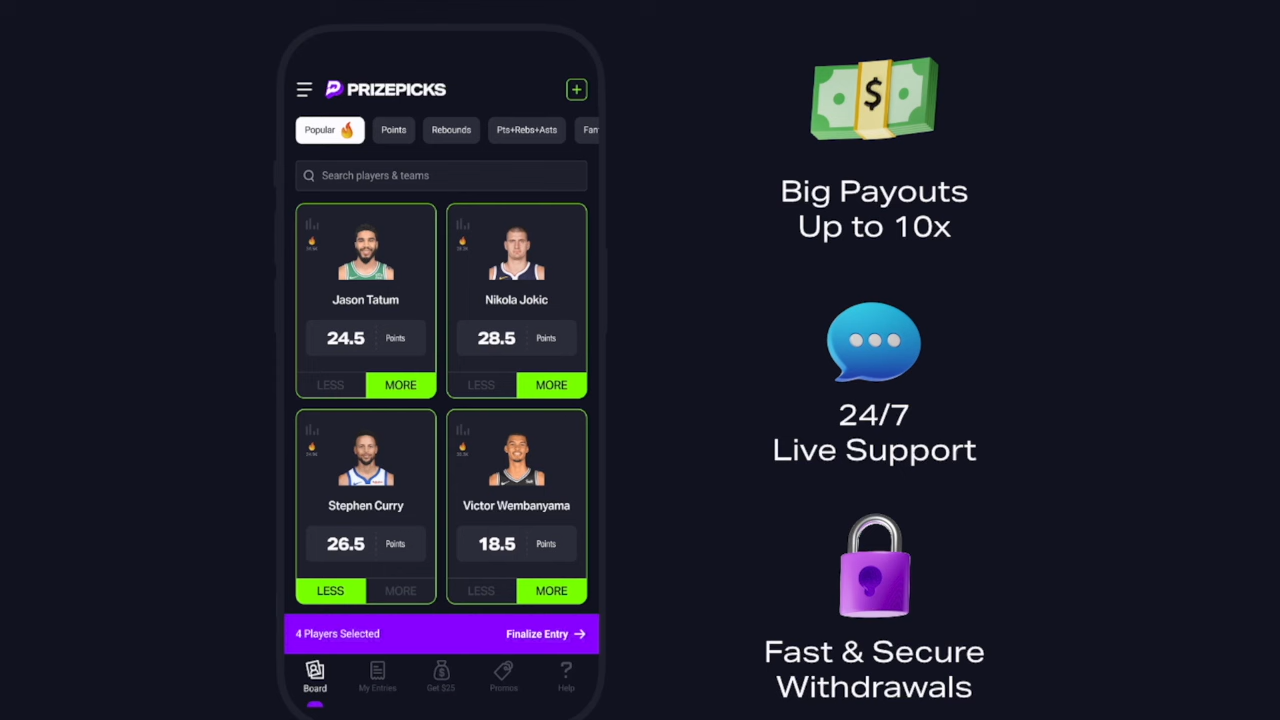 PRIZEPICKS
Popular
Points
Rebounds
Pts+Rebs+Asts
Fan
Search players & teams
Jason Tatum
24.5 Points
LESS MORE
Nikola Jokic
28.5 Points
LESS MORE
Stephen Curry
26.5 Points
LESS MORE
Victor Wembanyama
18.5 Points
LESS MORE
4 Players Selected
Finalize Entry
Board
My Entries
Get $25
Promos
Help
$
Big Payouts
Up to 10x
24/7
Live Support
Fast & Secure
Withdrawals